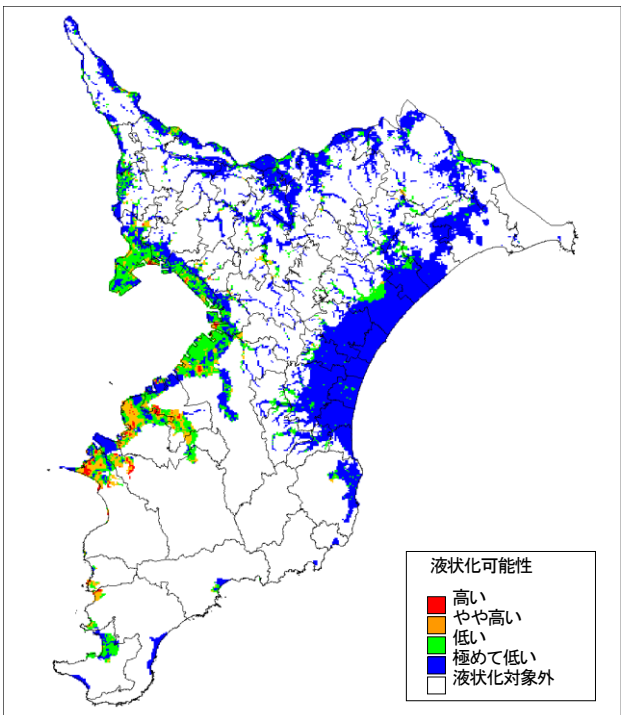 液状化可能性
高い
やや高い
低い
極めて低い
液状化対象外